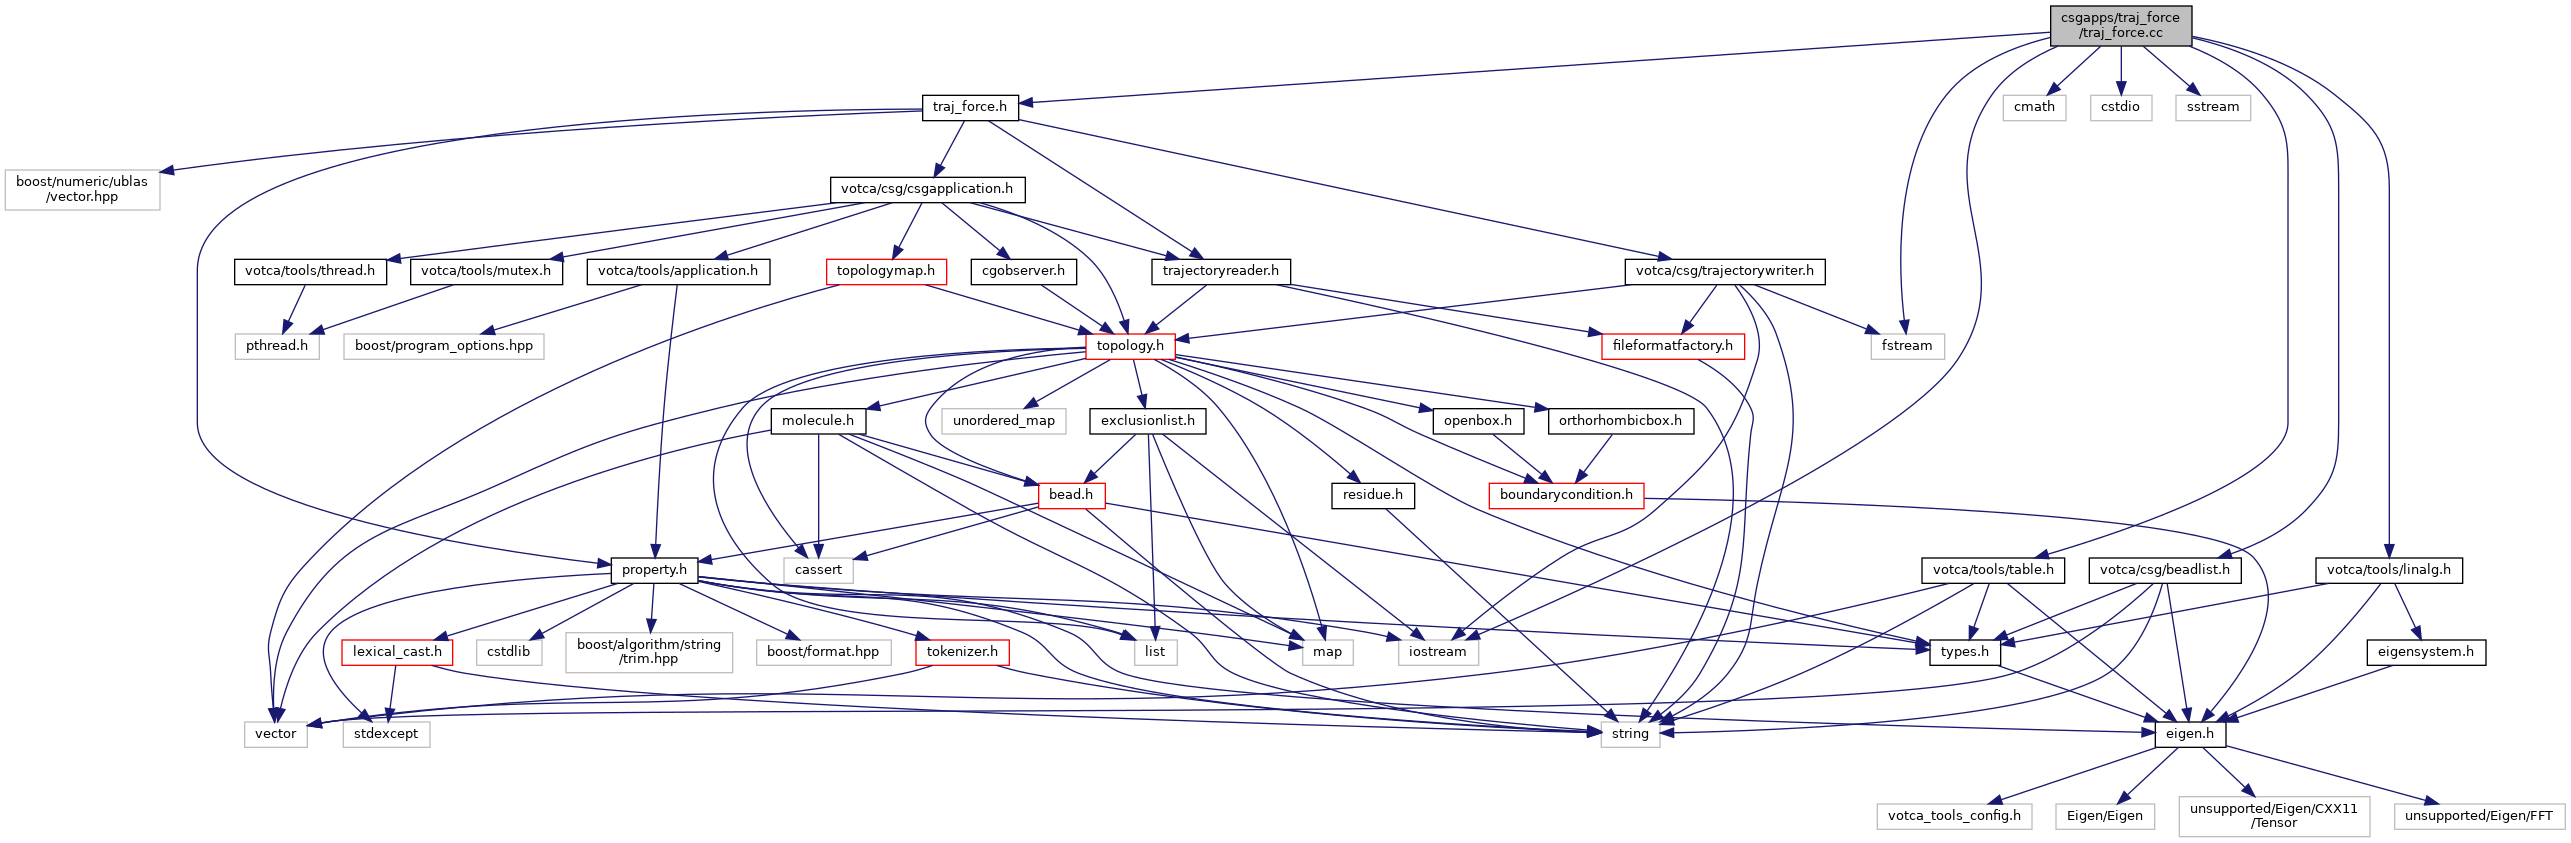 csgapps/traj_force
/traj_force.cc
traj_force.h
cmath
cstdio
sstream
boost/numeric/ublas
/vector.hpp
votca/csg/csgapplication.h
votca/tools/thread.h
votca/tools/mutex.h
votca/tools/application.h
topologymap.h
cgobserver.h
trajectoryreader.h
votca/csg/trajectorywriter.h
pthread.h
boost/program_options.hpp
topology.h
fileformatfactory.h
fstream
molecule.h
unordered_map
exclusionlist.h
openbox.h
orthorhombicbox.h
bead.h
residue.h
boundarycondition.h
property.h
cassert
votca/tools/table.h
votca/csg/beadlist.h
votca/tools/linalg.h
lexical_cast.h
cstdlib
boost/algorithm/string
/trim.hpp
boost/format.hpp
tokenizer.h
list
map
iostream
types.h
eigensystem.h
vector
stdexcept
string
eigen.h
votca_tools_config.h
Eigen/Eigen
unsupported/Eigen/CXX11
/Tensor
unsupported/Eigen/FFT